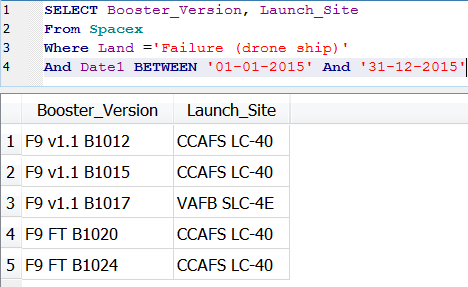 1 SELECT Booster_Version, Launch_Site
2 From Spacex
3 Where Land ='Failure (drone ship)'
4 And Date1 BETWEEN '01-01-2015' And '31-12-2015'
Booster_Version Launch_Site
1 F9 v1.1 B1012 CCAFS LC-40
2 F9 v1.1 B1015 CCAFS LC-40
3 F9 v1.1 B1017 VAFB SLC-4E
4 F9 FT B1020 CCAFS LC-40
5 F9 FT B1024 CCAFS LC-40